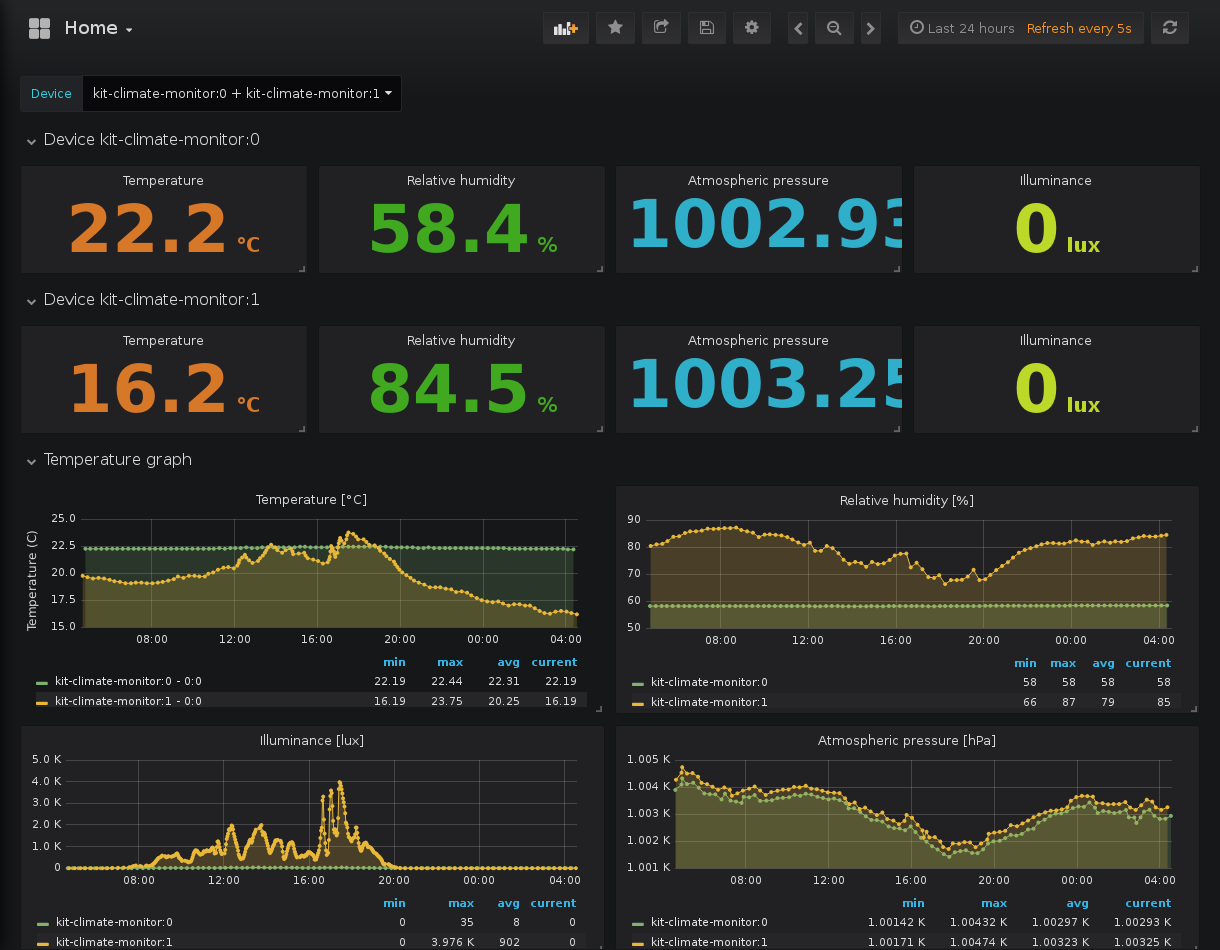 Home
Last 24 hours Refresh every 5s
Device kit-climate-monitor:0 + kit-climate-monitor:1
Device kit-climate-monitor:0
Temperature Relative humidity Atmospheric pressure Illuminance
22.2 °C 58.4 % 1002.93 0 lux
Device kit-climate-monitor:1
Temperature Relative humidity Atmospheric pressure Illuminance
16.2 °C 84.5 % 1003.25 0 lux
Temperature graph
Temperature [°C]
Temperature (C)
25.0
22.5
20.0
17.5
15.0
08:00 12:00 16:00 20:00 00:00 04:00
min max avg current
kit-climate-monitor:0 - 0:0 22.19 22.44 22.31 22.19
kit-climate-monitor:1 - 0:0 16.19 23.75 20.25 16.19
Relative humidity [%]
90
80
70
60
50
08:00 12:00 16:00 20:00 00:00 04:00
min max avg current
kit-climate-monitor:0 58 58 58 58
kit-climate-monitor:1 66 87 79 85
Illuminance [lux]
5.0 K
4.0 K
3.0 K
2.0 K
1.0 K
0
08:00 12:00 16:00 20:00 00:00 04:00
min max avg current
kit-climate-monitor:0 0 35 8 0
kit-climate-monitor:1 0 3.976 K 902 0
Atmospheric pressure [hPa]
1.005 K
1.004 K
1.003 K
1.002 K
1.001 K
08:00 12:00 16:00 20:00 00:00 04:00
min max avg current
kit-climate-monitor:0 1.00142 K 1.00432 K 1.00297 K 1.00293 K
kit-climate-monitor:1 1.00171 K 1.00474 K 1.00323 K 1.00325 K